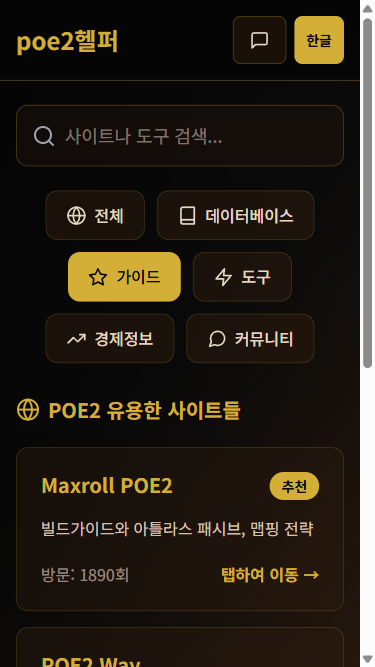 poe2헬퍼
한글
사이트나 도구 검색...
전체
데이터베이스
가이드
도구
경제정보
커뮤니티
POE2 유용한 사이트들
Maxroll POE2
추천
빌드가이드와 아틀라스 패시브, 맵핑 전략
방문: 1890회
탭하여 이동 →
POE2 Way